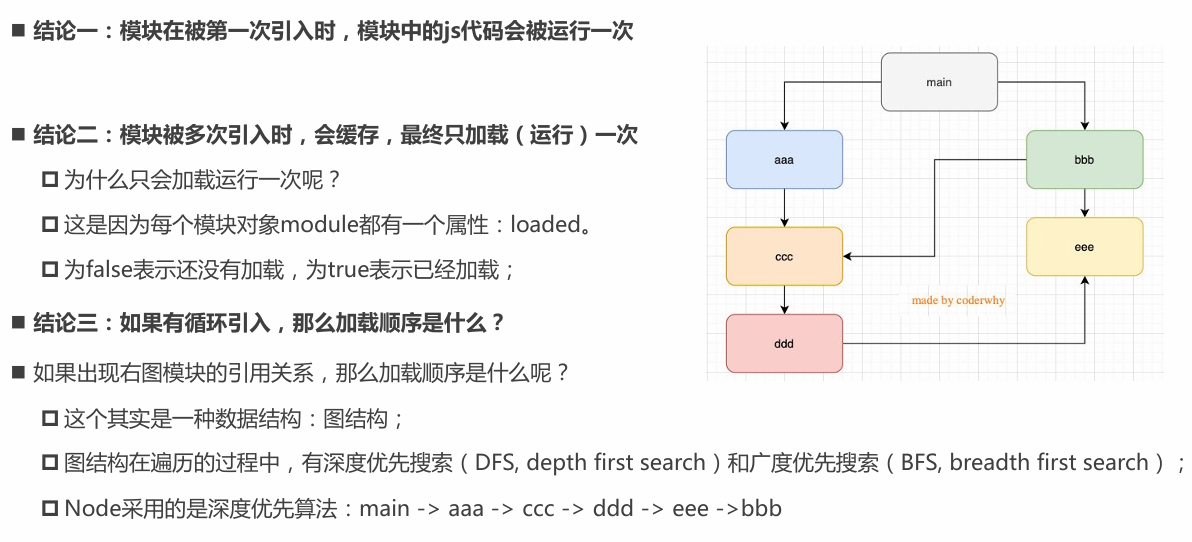 ■ 结论一：模块在被第一次引入时，模块中的js代码会被运行一次
■ 结论二：模块被多次引入时，会缓存，最终只加载（运行）一次
为什么只会加载运行一次呢？
这是因为每个模块对象module都有一个属性：loaded。
为false表示还没有加载，为true表示已经加载；
■ 结论三：如果有循环引入，那么加载顺序是什么？
■ 如果出现右图模块的引用关系，那么加载顺序是什么呢？
这个其实是一种数据结构：图结构；
图结构在遍历的过程中，有深度优先搜索（DFS, depth first search）和广度优先搜索（BFS, breadth first search）；
Node采用的是深度优先算法：main -> aaa -> ccc -> ddd -> eee ->bbb
main
aaa
bbb
ccc
eee
made by coderwhy
ddd